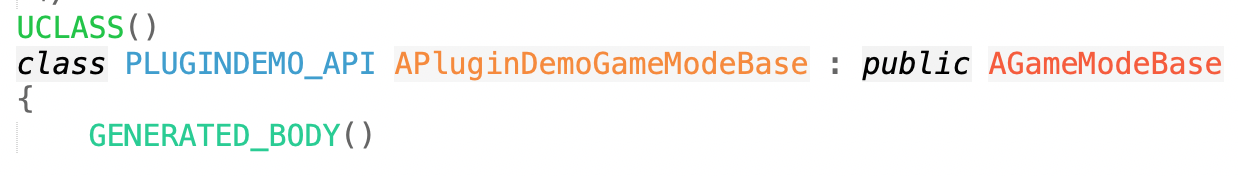 UCLASS()
class PLUGINDEMO_API APluginDemoGameModeBase : public AGameModeBase
{
GENERATED_BODY()